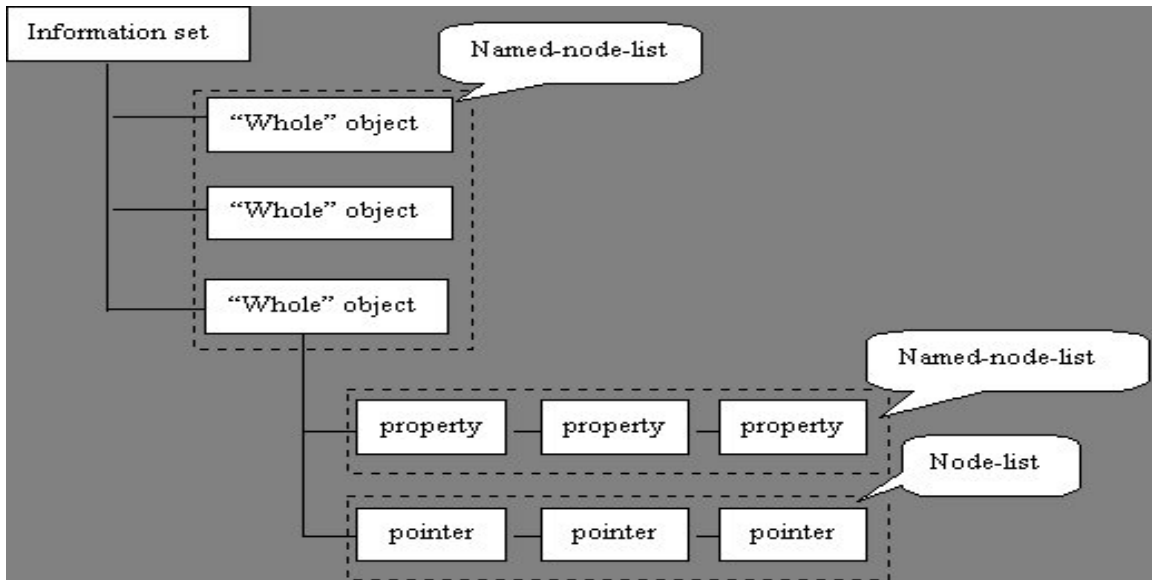 Information set
Named-node-list
“Whole” object
“Whole” object
“Whole” object
Named-node-list
property property property
Node-list
pointer pointer pointer